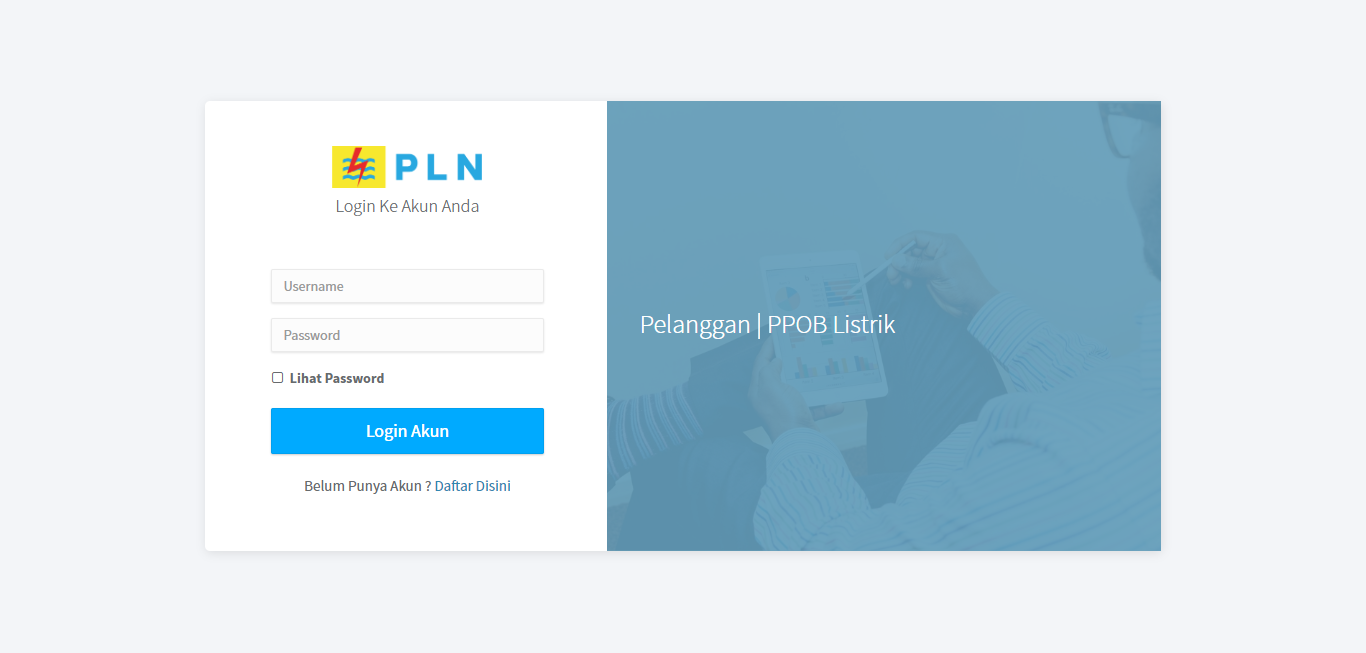 PLN
Login Ke Akun Anda
Username
Password
Lihat Password
Login Akun
Belum Punya Akun ? Daftar Disini
Pelanggan | PPOB Listrik